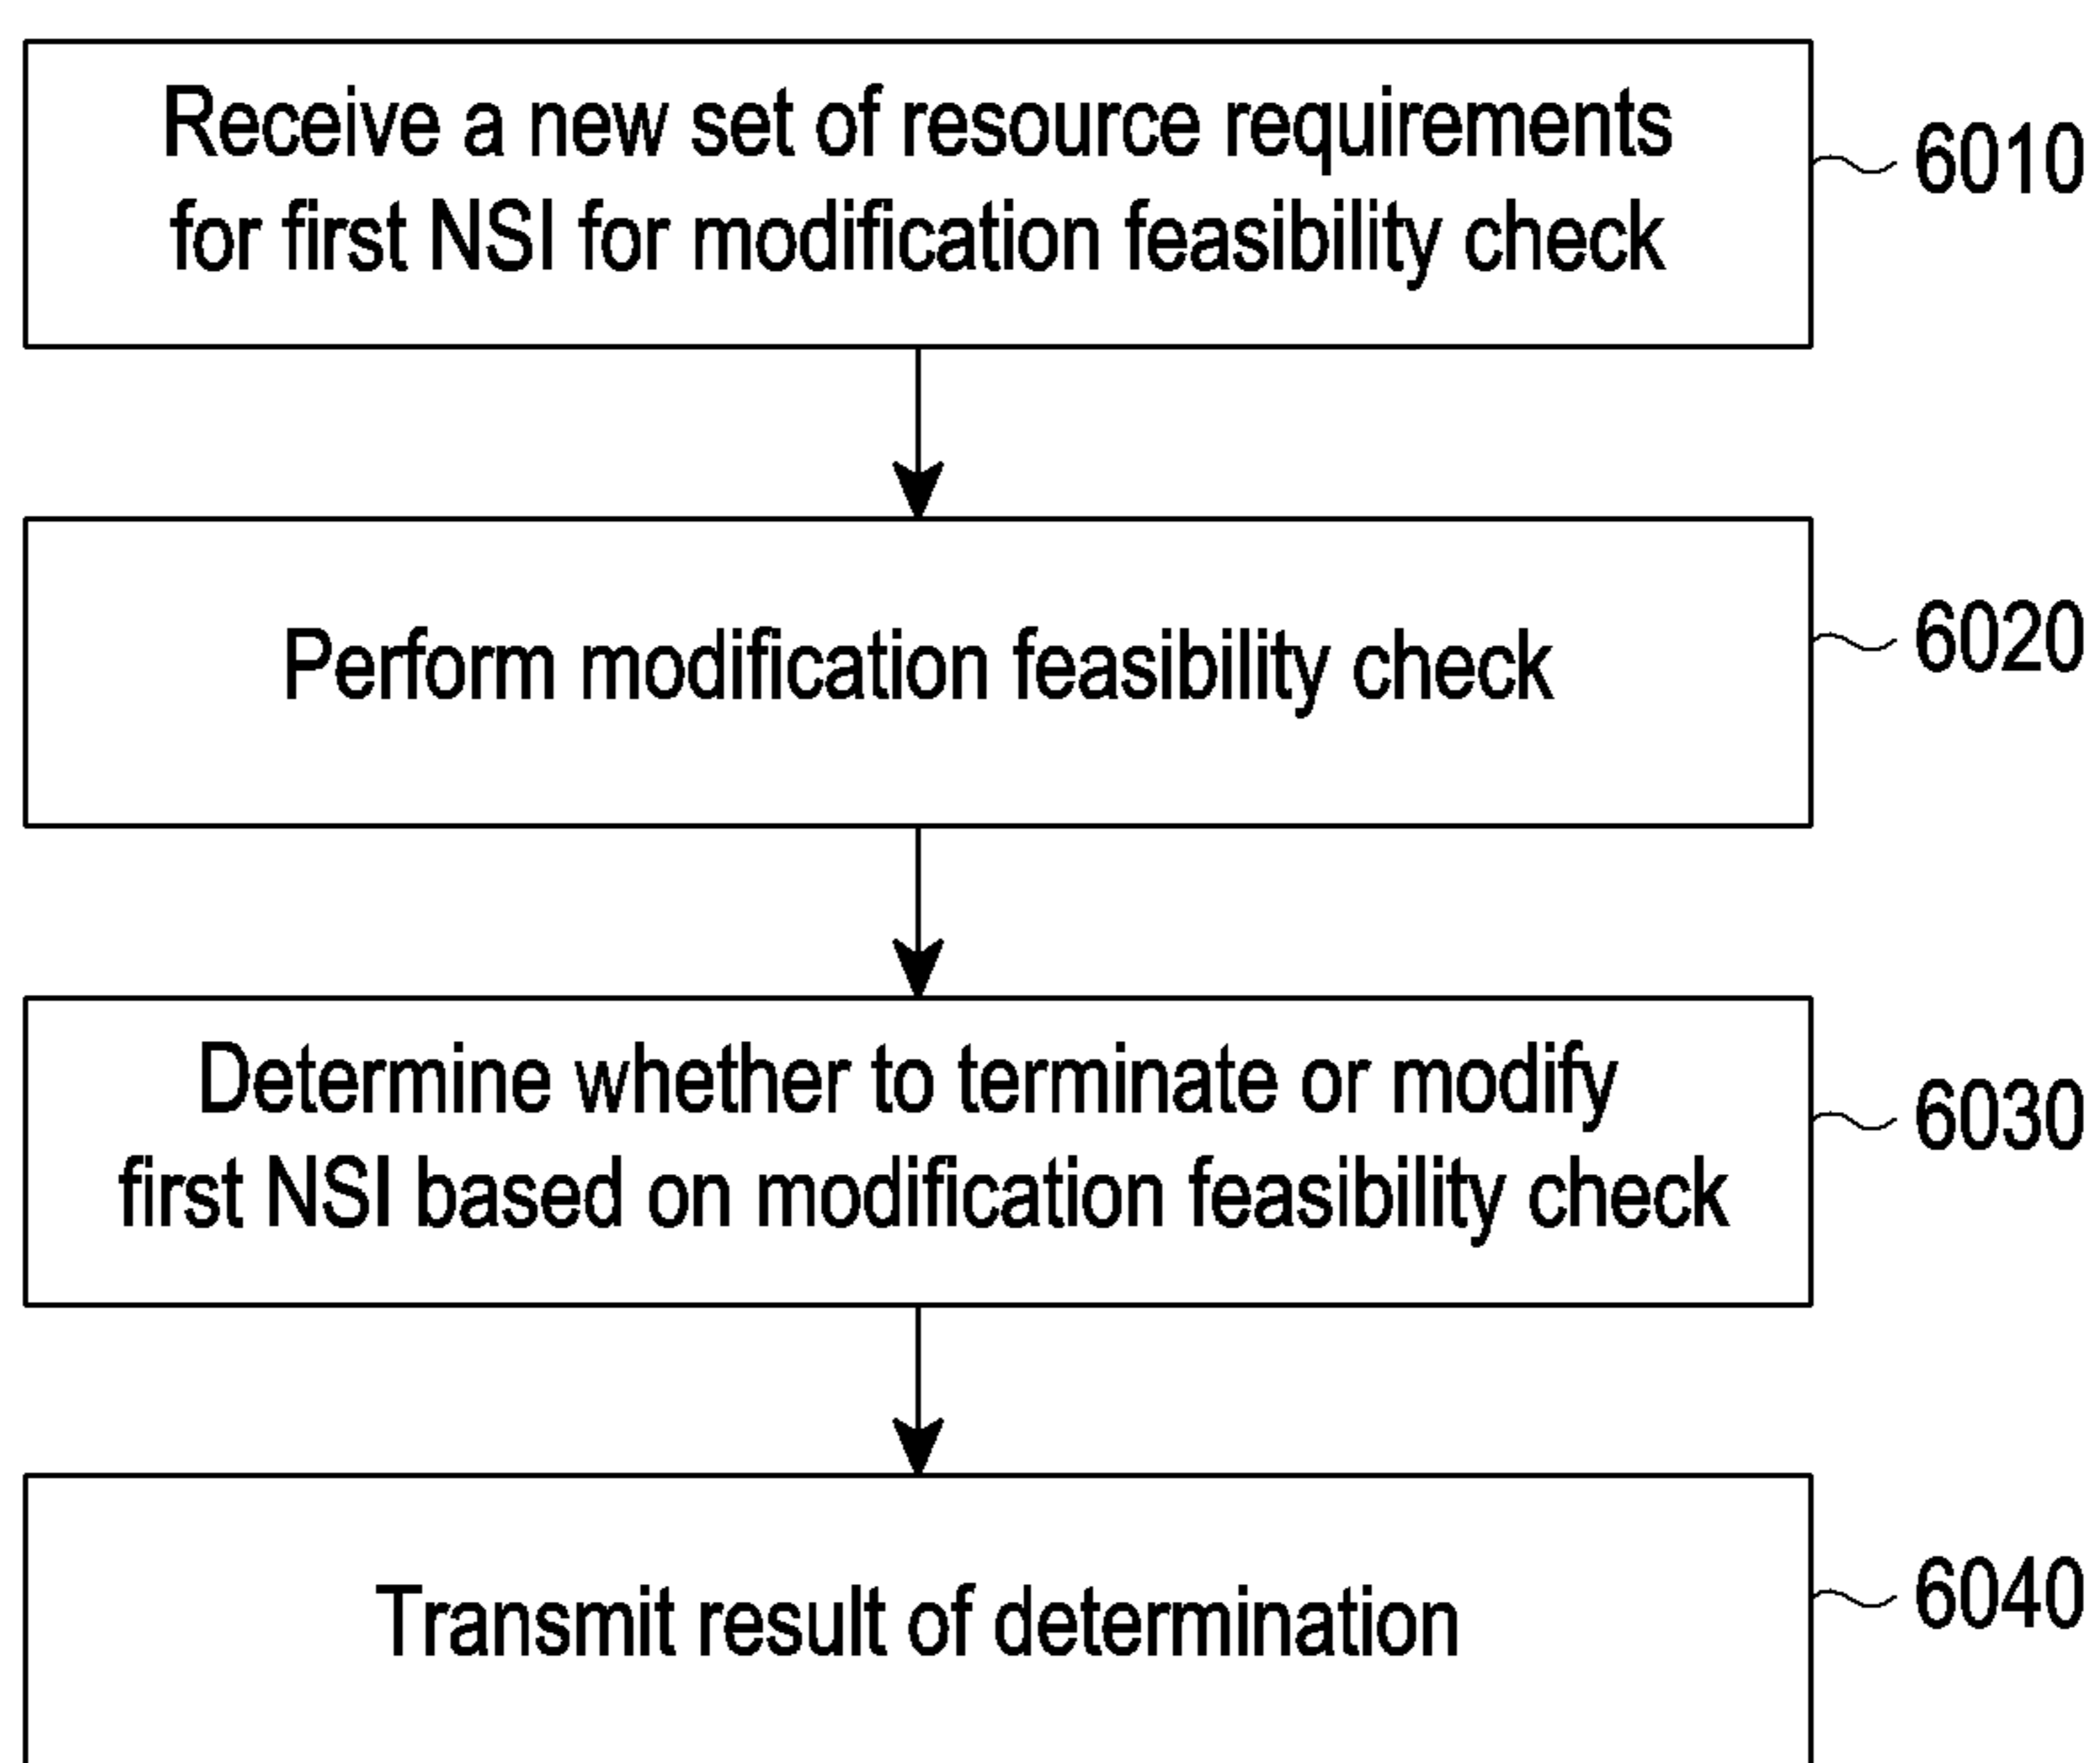 Receive a new set of resource requirements
for first NSI for modification feasibility check
6010
Perform modification feasibility check
6020
Determine whether to terminate or modify
first NSI based on modification feasibility check
6030
Transmit result of determination
6040